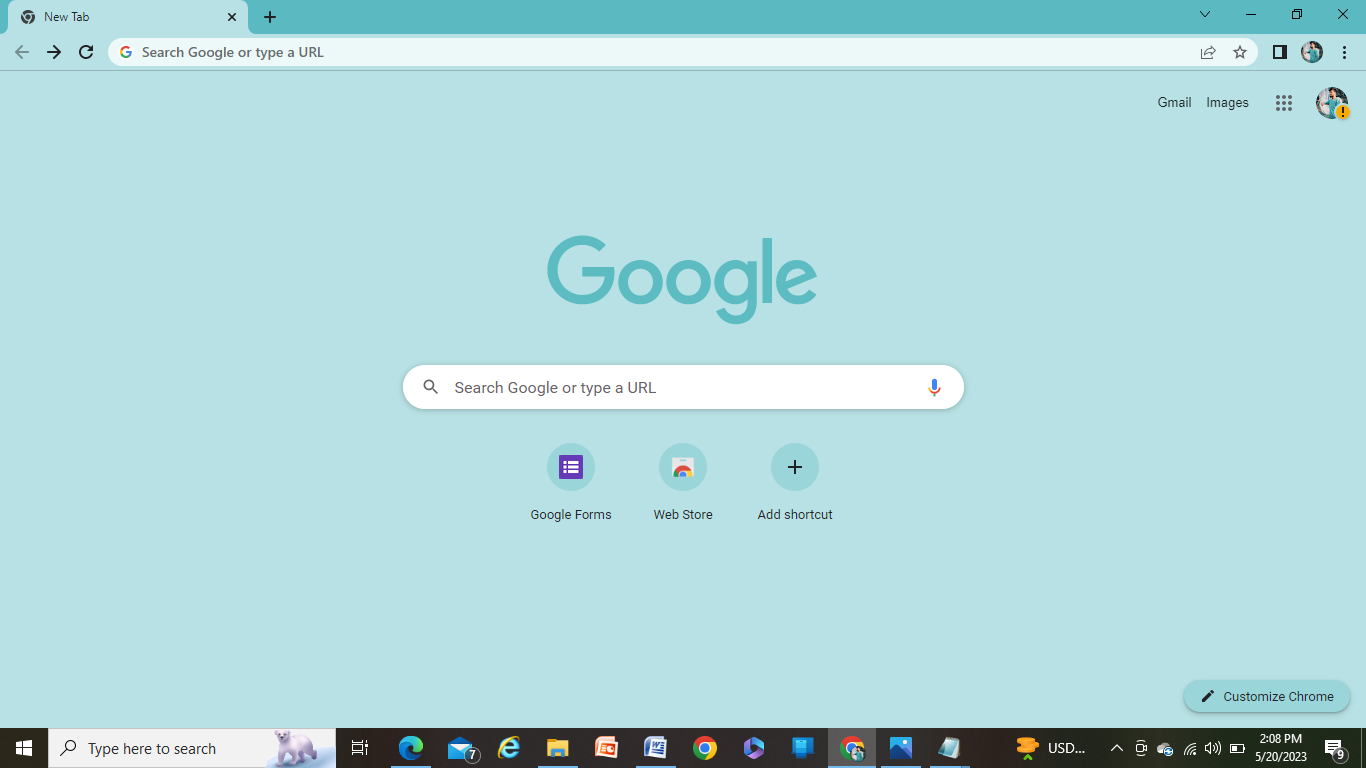 New Tab
Search Google or type a URL
Gmail Images
Google
Search Google or type a URL
Google Forms Web Store Add shortcut
Customize Chrome
Type here to search
7
USD...
2:08 PM
5/20/2023
9